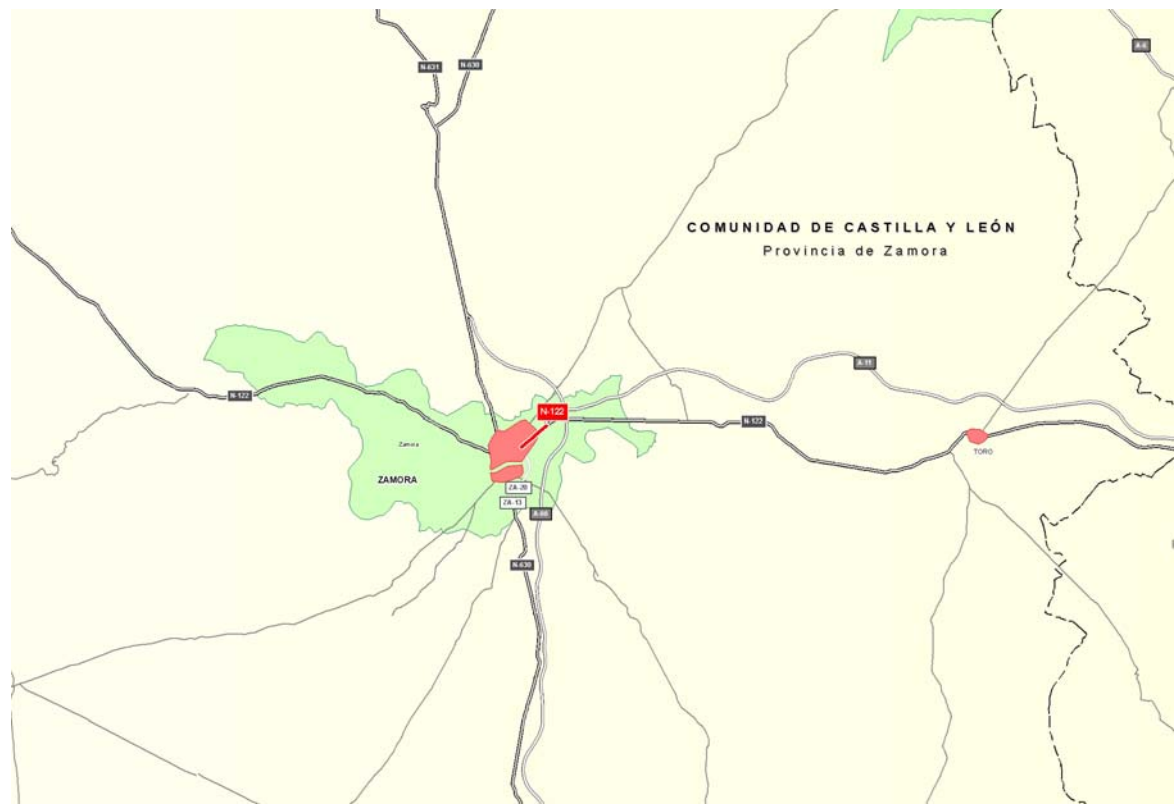 N-631
N-630
A-6
COMUNIDAD DE CASTILLA Y LEÓN
Provincia de Zamora
A-11
N-122
N-122
N-122
Zamora
TORO
ZAMORA
ZA-20
ZA-13
A-66
N-630